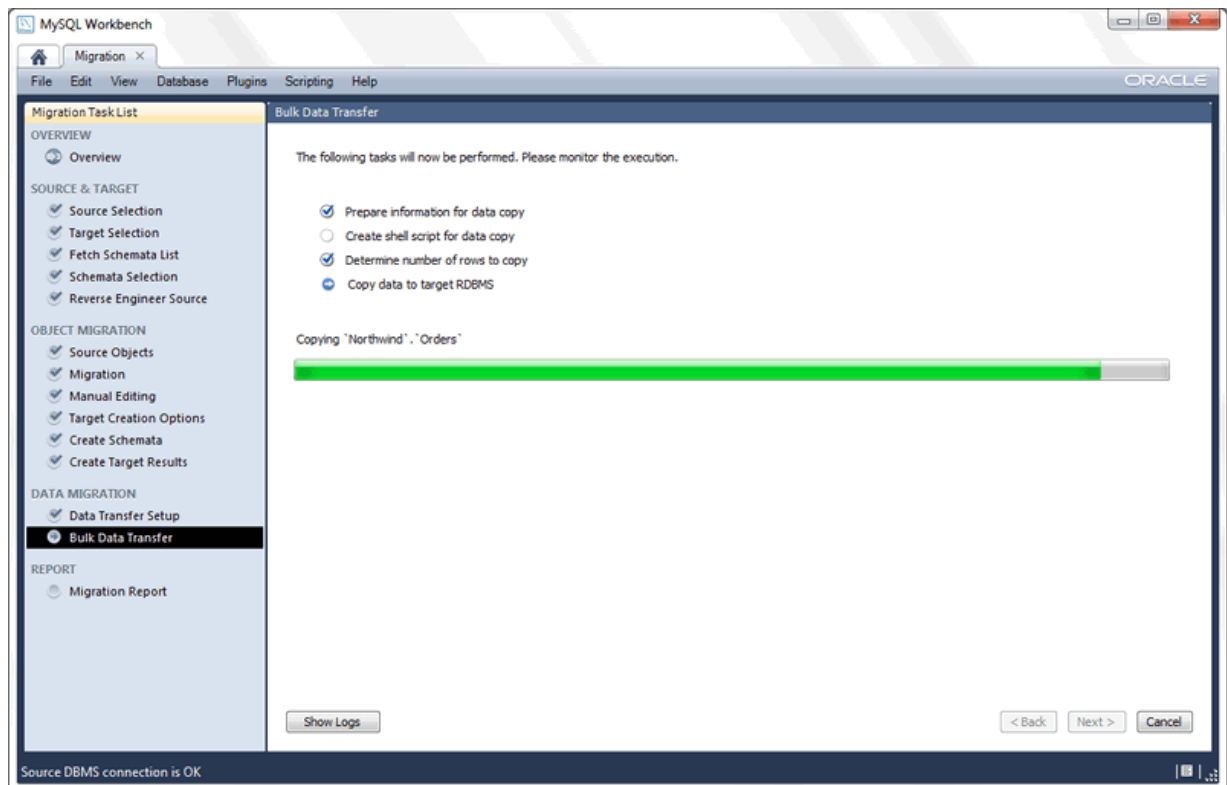 MySQL Workbench
Migration
File Edit View Database Plugins Scripting Help
ORACLE
Migration Task List
OVERVIEW
Overview
SOURCE & TARGET
Source Selection
Target Selection
Fetch Schemata List
Schemata Selection
Reverse Engineer Source
OBJECT MIGRATION
Source Objects
Migration
Manual Editing
Target Creation Options
Create Schemata
Create Target Results
DATA MIGRATION
Data Transfer Setup
Bulk Data Transfer
REPORT
Migration Report
Bulk Data Transfer
The following tasks will now be performed. Please monitor the execution.
Prepare information for data copy
Create shell script for data copy
Determine number of rows to copy
Copy data to target RDBMS
Copying `Northwind`.`Orders`
Show Logs
< Back Next > Cancel
Source DBMS connection is OK